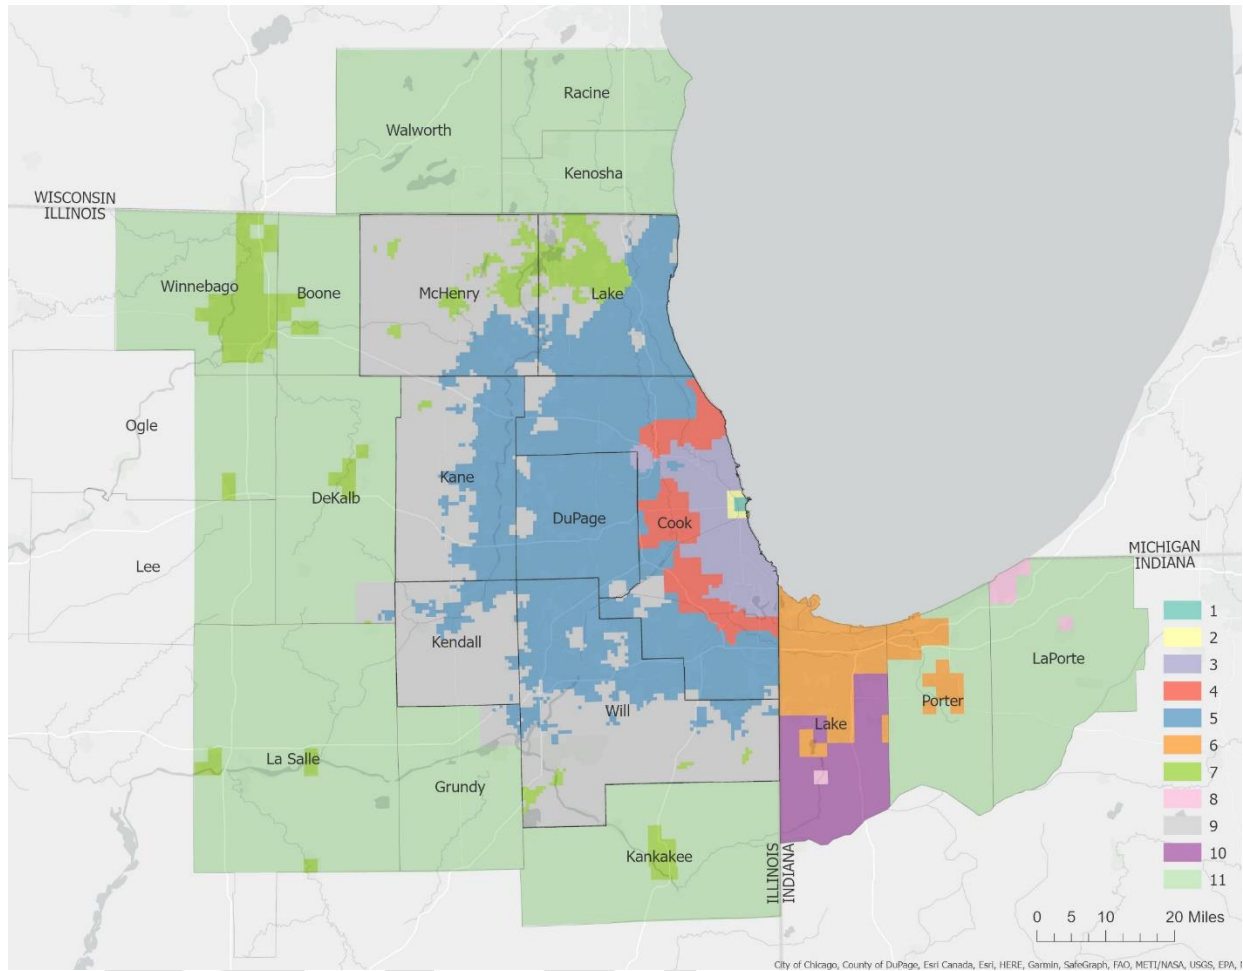 Racine
Walworth
Kenosha
WISCONSIN
ILLINOIS
Winnebago
Boone
McHenry
Lake
Ogle
Kane
DeKalb
DuPage
Cook
Lee
MICHIGAN
INDIANA
Kendall
LaPorte
Porter
Will
Lake
La Salle
Grundy
Kankakee
ILLINOIS
INDIANA
1
2
3
4
5
6
7
8
9
10
11
0 5 10 20 Miles
City of Chicago, County of DuPage, Esri Canada, Esri, HERE, Garmin, SafeGraph, FAO, METI/NASA, USGS, EPA,